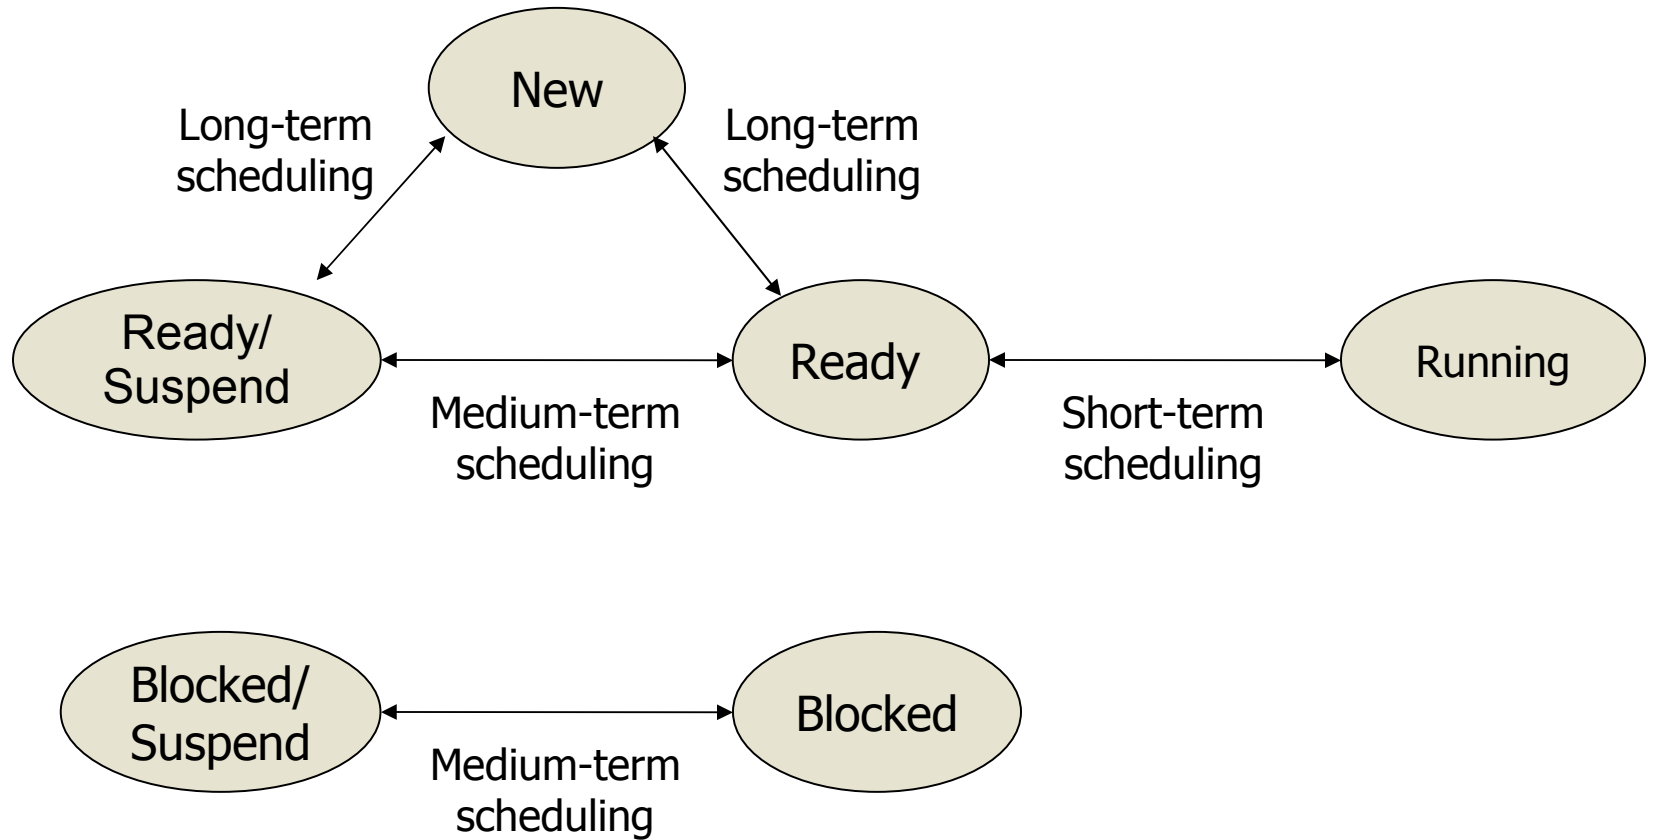 New
Long-term
scheduling
Long-term
scheduling
Ready/
Suspend
Ready
Running
Medium-term
scheduling
Short-term
scheduling
Blocked/
Suspend
Blocked
Medium-term
scheduling